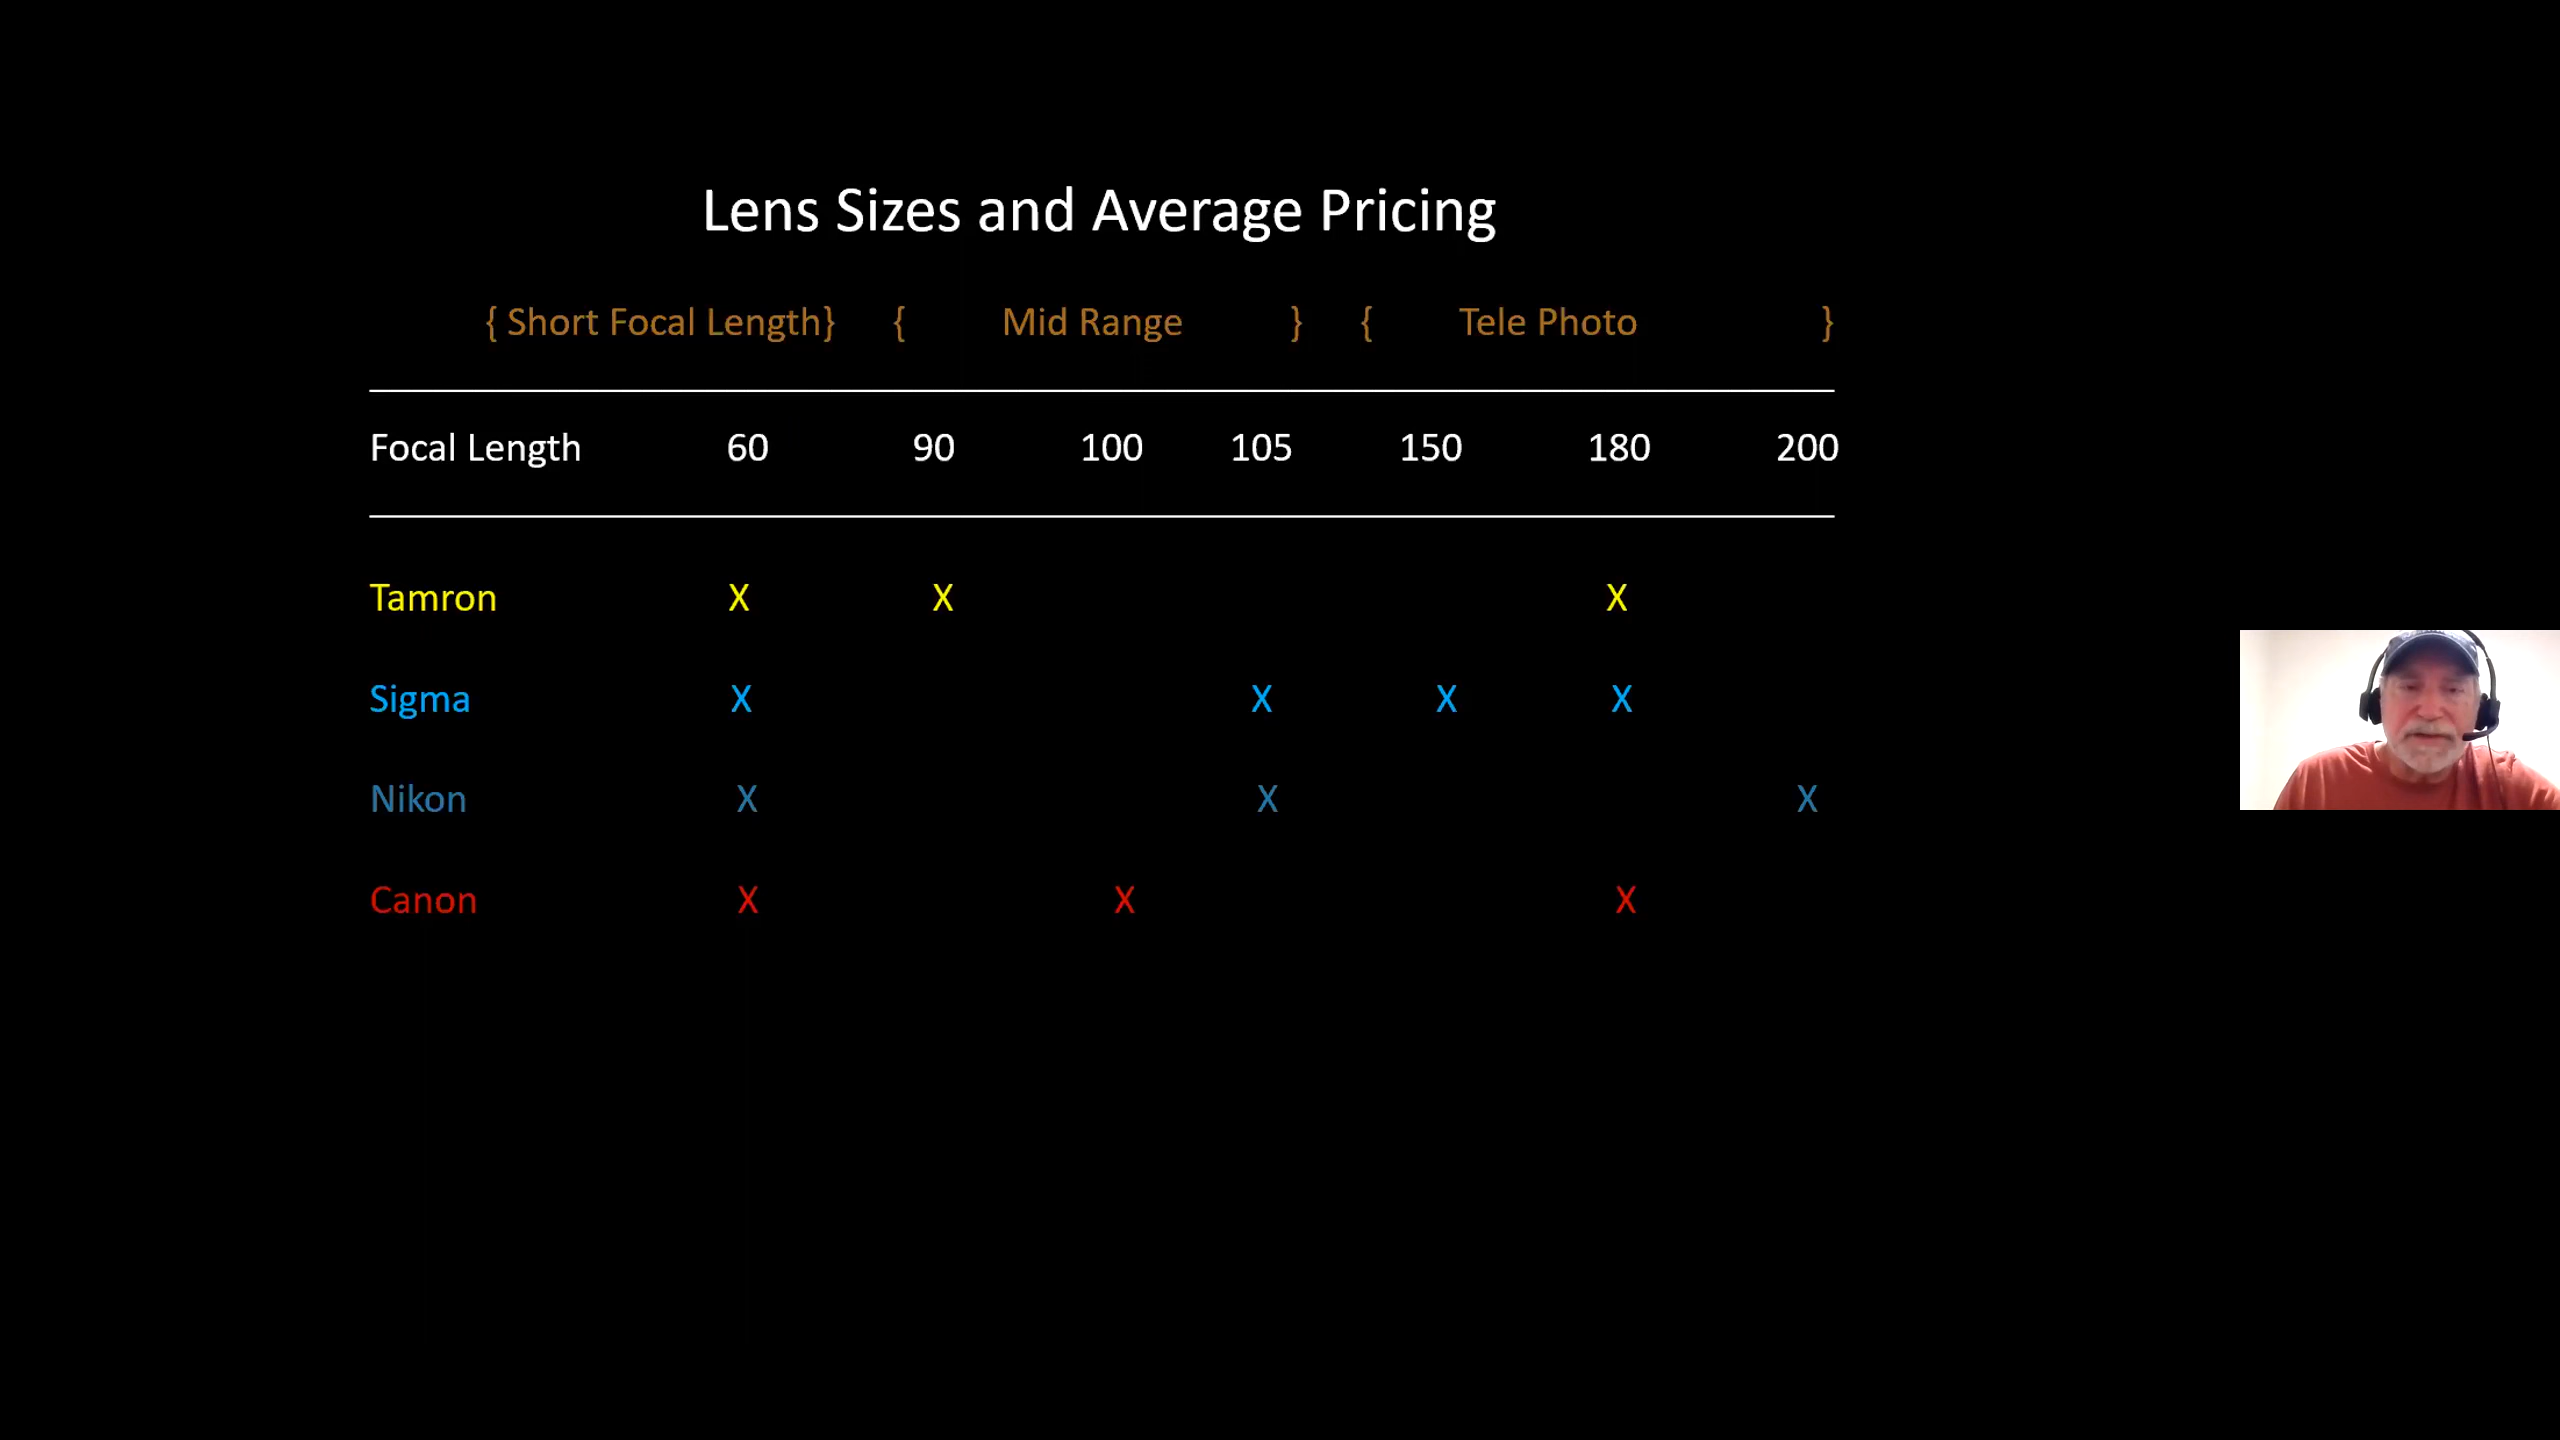 Lens Sizes and Average Pricing
{ Short Focal Length} { Mid Range } { Tele Photo }
Focal Length 60 90 100 105 150 180 200
Tamron X X X
Sigma X X X X
Nikon X X X
Canon X X X